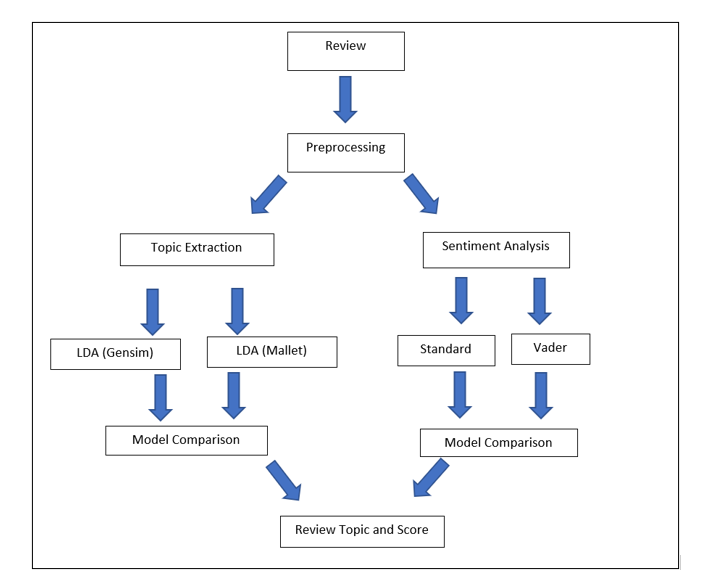 Review
Preprocessing
Topic Extraction
Sentiment Analysis
LDA (Gensim)
LDA (Mallet)
Standard
Vader
Model Comparison
Model Comparison
Review Topic and Score